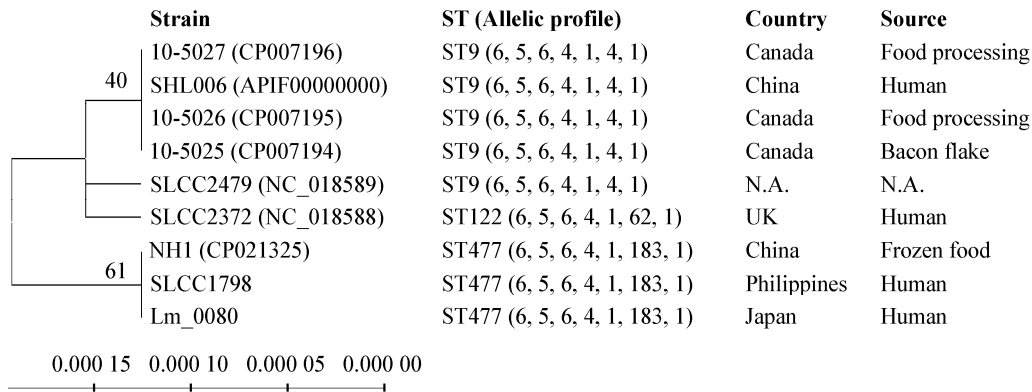 Strain ST (Allelic profile) Country Source
10-5027 (CP007196) ST9 (6, 5, 6, 4, 1, 4, 1) Canada Food processing
40 SHL006 (APIF00000000) ST9 (6, 5, 6, 4, 1, 4, 1) China Human
10-5026 (CP007195) ST9 (6, 5, 6, 4, 1, 4, 1) Canada Food processing
10-5025 (CP007194) ST9 (6, 5, 6, 4, 1, 4, 1) Canada Bacon flake
SLCC2479 (NC_018589) ST9 (6, 5, 6, 4, 1, 4, 1) N.A. N.A.
SLCC2372 (NC_018588) ST122 (6, 5, 6, 4, 1, 62, 1) UK Human
NH1 (CP021325) ST477 (6, 5, 6, 4, 1, 183, 1) China Frozen food
61 SLCC1798 ST477 (6, 5, 6, 4, 1, 183, 1) Philippines Human
Lm_0080 ST477 (6, 5, 6, 4, 1, 183, 1) Japan Human
0.000 15 0.000 10 0.000 05 0.000 00